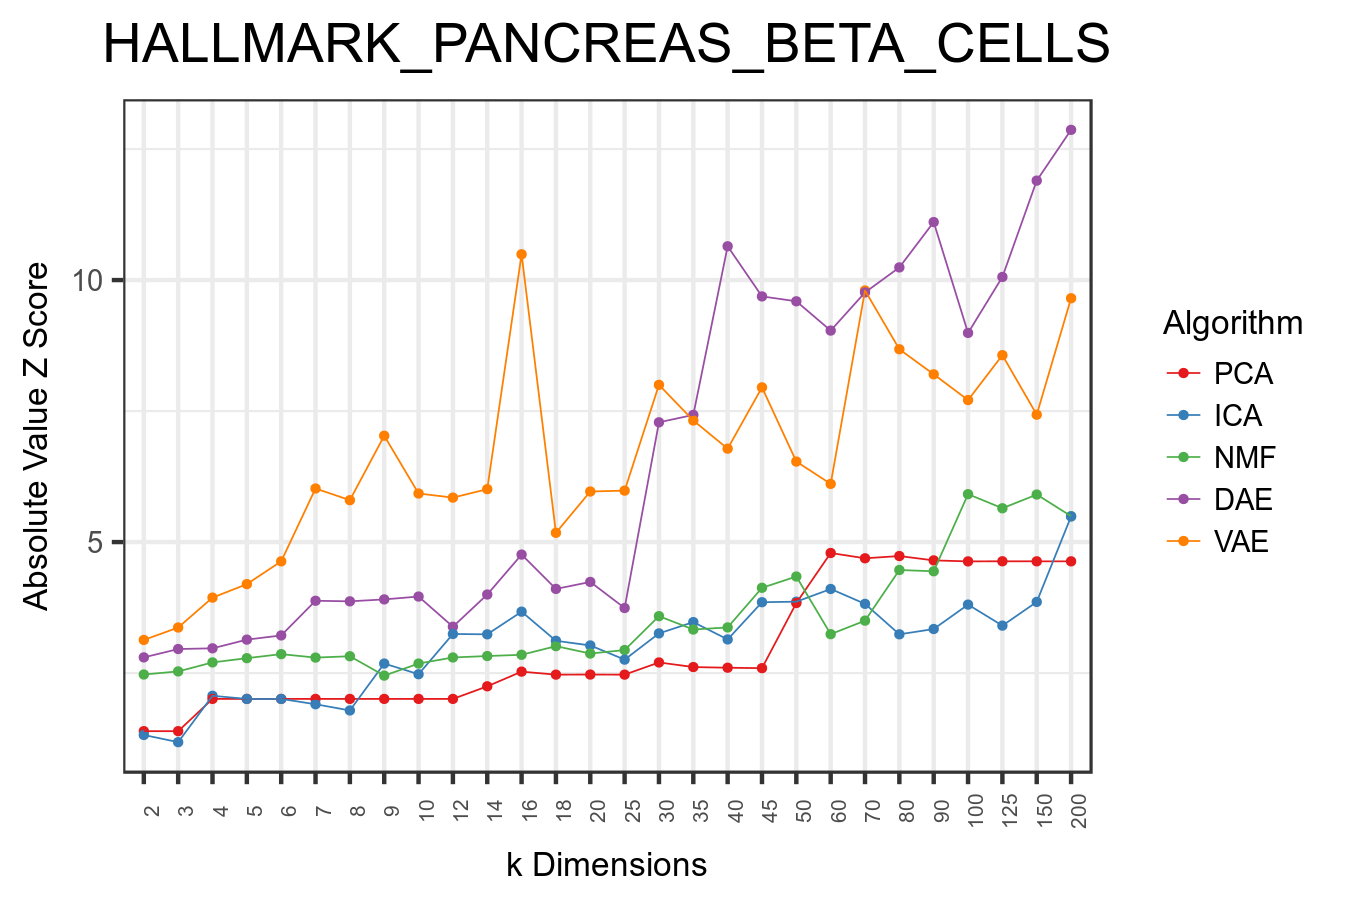 HALLMARK_PANCREAS_BETA_CELLS
Absolute Value Z Score
10
5
2 3 4 5 6 7 8 9 10 12 14 16 18 20 25 30 35 40 45 50 60 70 80 90 100 125 150 200
k Dimensions
Algorithm
PCA
ICA
NMF
DAE
VAE